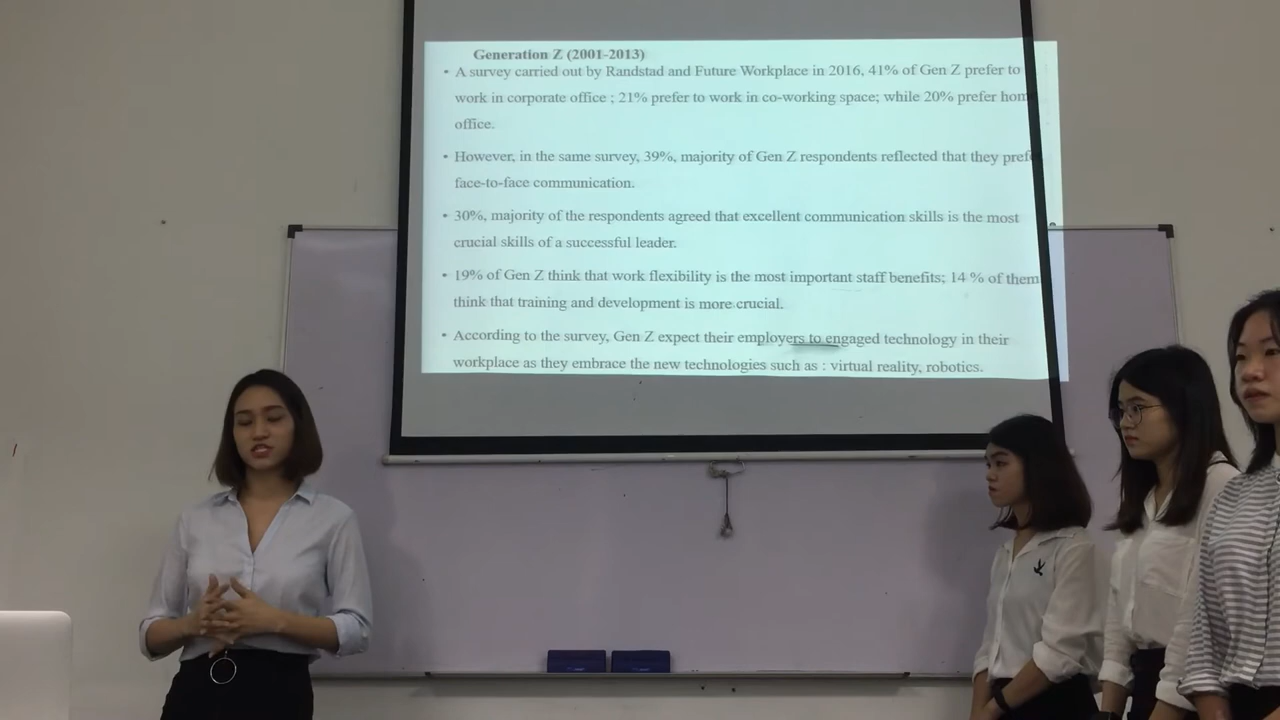 Generation Z (2001-2013)
• A survey carried out by Randstad and Future Workplace in 2016, 41% of Gen Z prefer to
work in corporate office ; 21% prefer to work in co-working space; while 20% prefer home
office.
• However, in the same survey, 39%, majority of Gen Z respondents reflected that they prefer
face-to-face communication.
• 30%, majority of the respondents agreed that excellent communication skills is the most
crucial skills of a successful leader.
• 19% of Gen Z think that work flexibility is the most important staff benefits; 14 % of them
think that training and development is more crucial.
• According to the survey, Gen Z expect their employers to engaged technology in their
workplace as they embrace the new technologies such as : virtual reality, robotics.